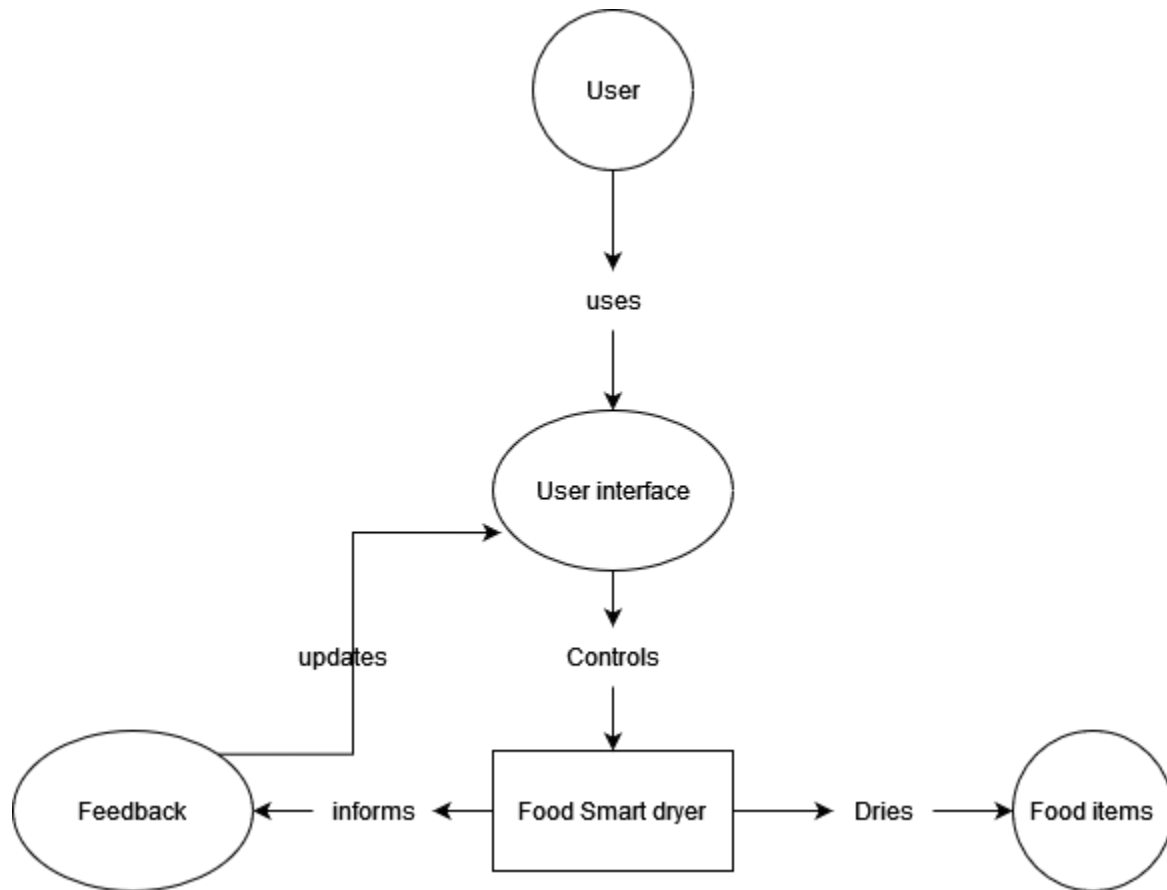 User
uses
User interface
updates
Controls
Feedback
informs
Food Smart dryer
Dries
Food items